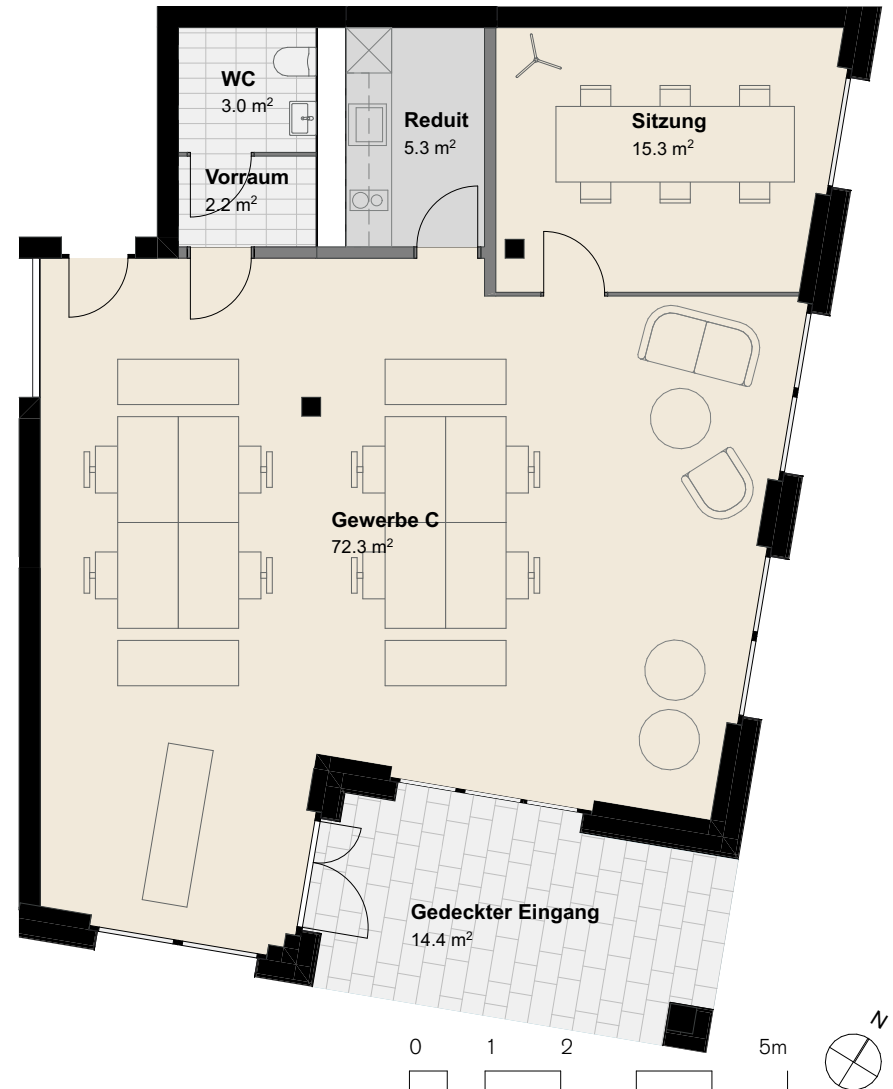 WC
3.0 m²
Reduit
5.3 m²
Sitzung
15.3 m²
Vorraum
2.2 m²
Gewerbe C
72.3 m²
Gedeckter Eingang
14.4 m²
N
0 1 2 5m